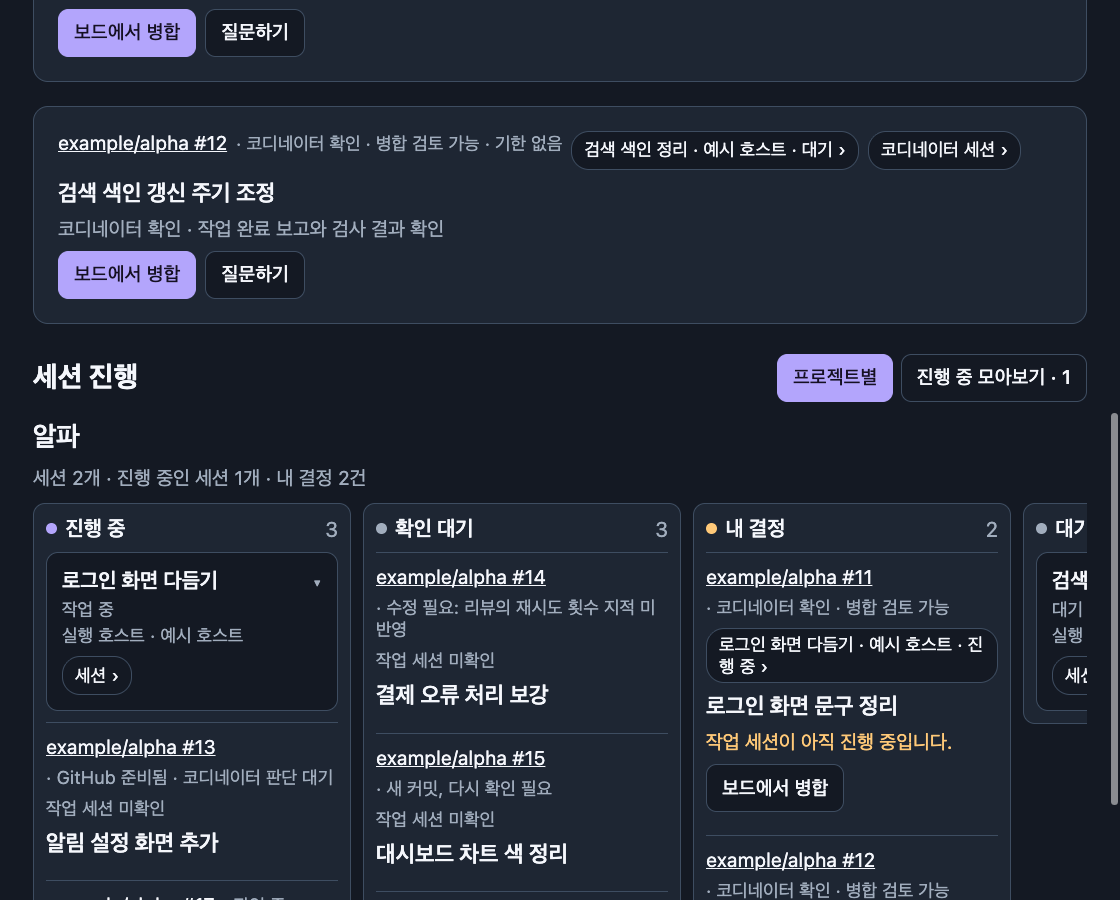 보드에서 병합
질문하기
example/alpha #12 · 코디네이터 확인 · 병합 검토 가능 · 기한 없음
검색 색인 정리 · 예시 호스트 · 대기 ›
코디네이터 세션 ›
검색 색인 갱신 주기 조정
코디네이터 확인 · 작업 완료 보고와 검사 결과 확인
보드에서 병합
질문하기
세션 진행
프로젝트별
진행 중 모아보기 · 1
알파
세션 2개 · 진행 중인 세션 1개 · 내 결정 2건
진행 중
3
로그인 화면 다듬기
작업 중
실행 호스트 · 예시 호스트
세션 ›
example/alpha #13
· GitHub 준비됨 · 코디네이터 판단 대기
작업 세션 미확인
알림 설정 화면 추가
확인 대기
3
example/alpha #14
· 수정 필요: 리뷰의 재시도 횟수 지적 미
반영
작업 세션 미확인
결제 오류 처리 보강
example/alpha #15
· 새 커밋, 다시 확인 필요
작업 세션 미확인
대시보드 차트 색 정리
내 결정
2
example/alpha #11
· 코디네이터 확인 · 병합 검토 가능
로그인 화면 다듬기 · 예시 호스트 · 진
행 중 ›
로그인 화면 문구 정리
작업 세션이 아직 진행 중입니다.
보드에서 병합
example/alpha #12
· 코디네이터 확인 · 병합 검토 가능
대기
검색
대기
실행